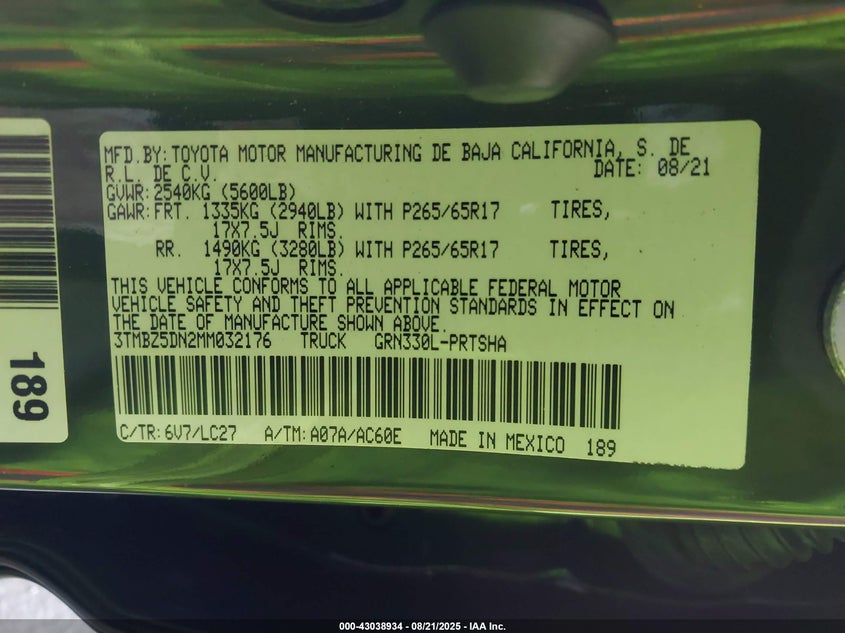 MFD.BY: TOYOTA MOTOR MANUFACTURING DE BAJA CALIFORNIA, S. DE
R.L. DE C.V. DATE: 08/21
GVWR: 2540KG (5600LB)
GAWR: FRT. 1335KG (2940LB) WITH P265/65R17 TIRES,
17X7.5J RIMS.
RR. 1490KG (3280LB) WITH P265/65R17 TIRES,
17X7.5J RIMS.
THIS VEHICLE CONFORMS TO ALL APPLICABLE FEDERAL MOTOR
VEHICLE SAFETY AND THEFT PREVENTION STANDARDS IN EFFECT ON
THE DATE OF MANUFACTURE SHOWN ABOVE.
3TMBZ5DN2MM032176 TRUCK GRN330L-PRTSHA
C/TR: 6V7/LC27 A/TM: A07A/AC60E MADE IN MEXICO 189
189
000-43038934 - 08/21/2025 - IAA Inc.